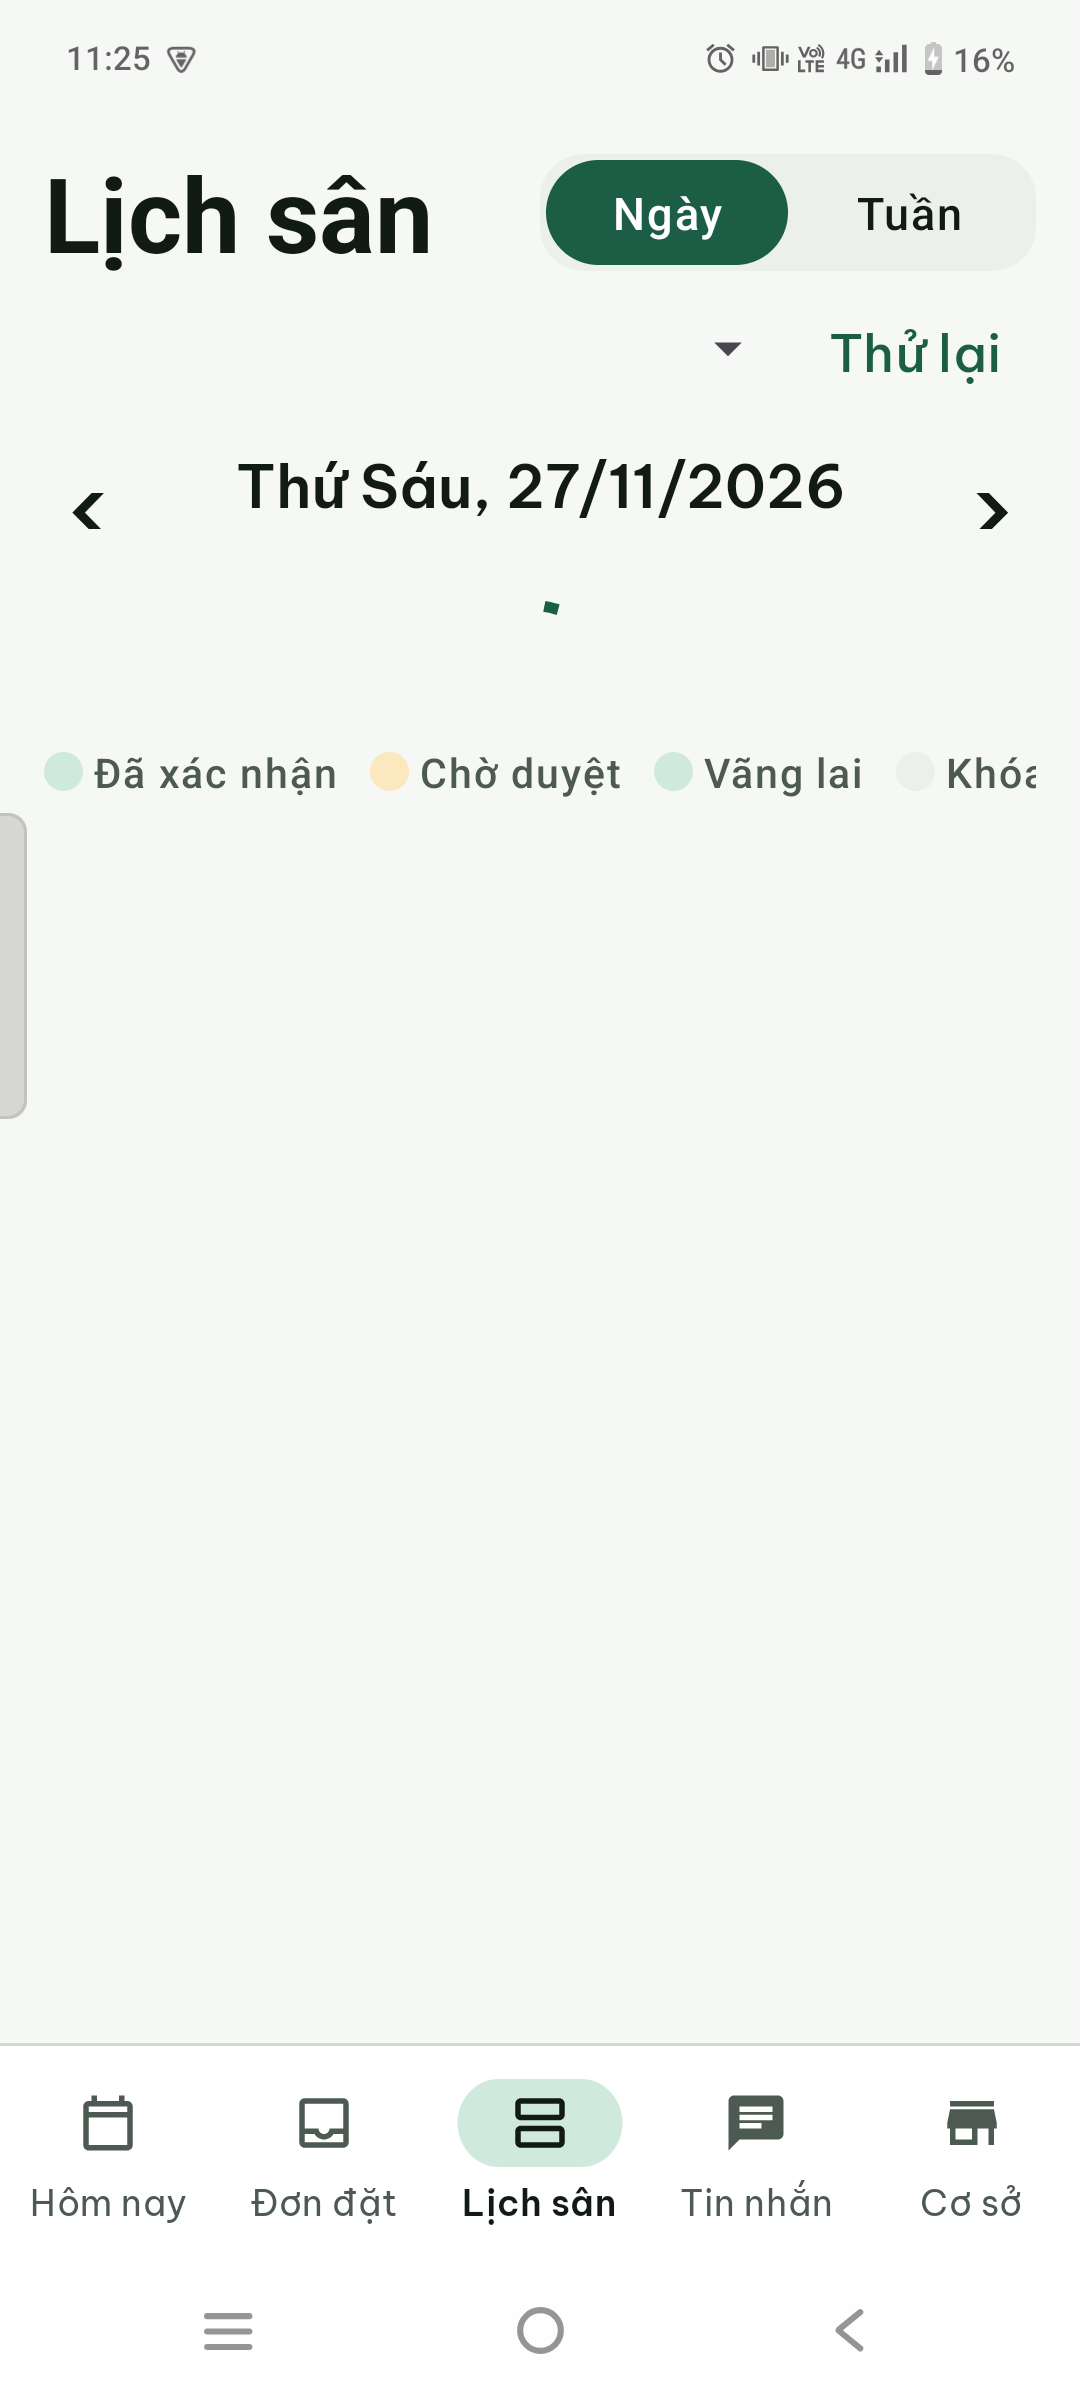 11:25 4G 16%
Lịch sân
Ngày Tuần
Thử lại
Thứ Sáu, 27/11/2026
Đã xác nhận Chờ duyệt Vãng lai Khóa
Hôm nay Đơn đặt Lịch sân Tin nhắn Cơ sở